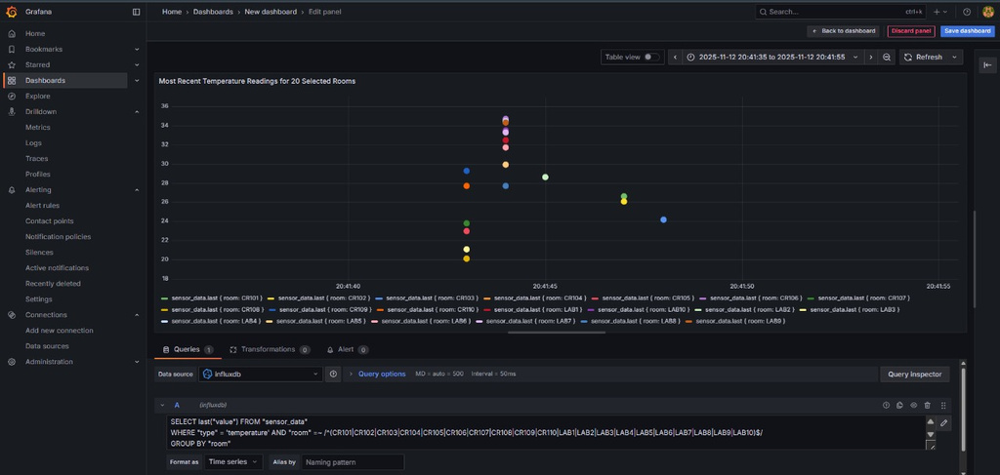 Grafana
Home › Dashboards › New dashboard › Edit panel
Search...
ctrl+k
Back to dashboard
Discard panel
Save dashboard
Home
Bookmarks
Starred
Dashboards
Explore
Drilldown
Metrics
Logs
Traces
Profiles
Alerting
Alert rules
Contact points
Notification policies
Silences
Active notifications
Recently deleted
Settings
Connections
Add new connection
Data sources
Administration
Table view
2025-11-12 20:41:35 to 2025-11-12 20:41:55
Refresh
Most Recent Temperature Readings for 20 Selected Rooms
36
34
32
30
28
26
24
22
20
18
20:41:40 20:41:45 20:41:50 20:41:55
sensor_data.last { room: CR101 } sensor_data.last { room: CR102 } sensor_data.last { room: CR103 } sensor_data.last { room: CR104 } sensor_data.last { room: CR105 } sensor_data.last { room: CR106 } sensor_data.last { room: CR107 }
sensor_data.last { room: CR108 } sensor_data.last { room: CR109 } sensor_data.last { room: CR110 } sensor_data.last { room: LAB1 } sensor_data.last { room: LAB10 } sensor_data.last { room: LAB2 } sensor_data.last { room: LAB3 }
sensor_data.last { room: LAB4 } sensor_data.last { room: LAB5 } sensor_data.last { room: LAB6 } sensor_data.last { room: LAB7 } sensor_data.last { room: LAB8 } sensor_data.last { room: LAB9 }
Queries 1 Transformations 0 Alert 0
Data source influxdb Query options MD = auto = 500 Interval = 50ms Query inspector
A (influxdb)
SELECT last("value") FROM "sensor_data"
WHERE "type" = 'temperature' AND "room" =~ /^(CR101|CR102|CR103|CR104|CR105|CR106|CR107|CR108|CR109|CR110|LAB1|LAB2|LAB3|LAB4|LAB5|LAB6|LAB7|LAB8|LAB9|LAB10)$/
GROUP BY "room"
Format as Time series Alias by Naming pattern